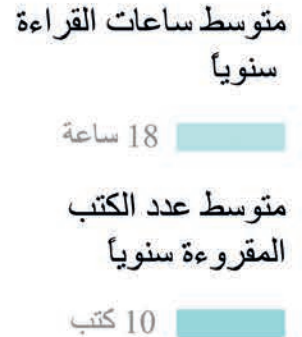 متوسط ساعات القراءة
سنوياً
18 ساعة
متوسط عدد الكتب
المقروءة سنوياً
10 كتب